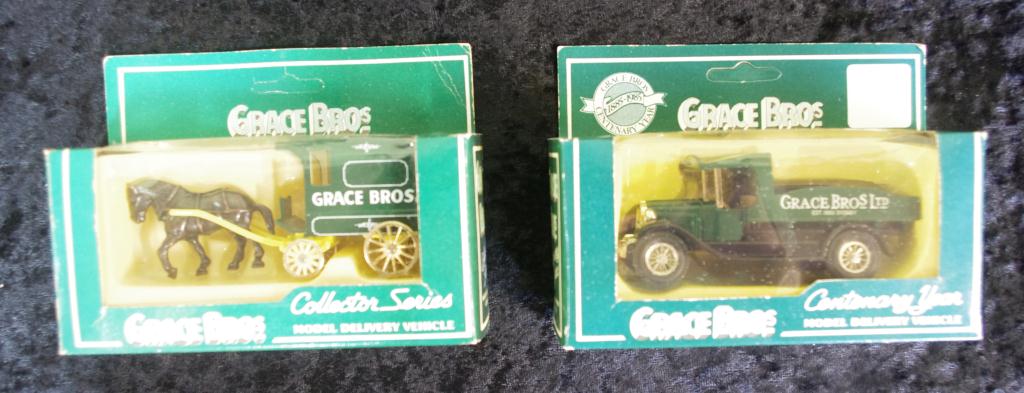 GRACE BROS
GRACE BROS
Collector Series
GRACE BROS
MODEL DELIVERY VEHICLE
GRACE BROS
1885-1985
CENTENARY YEAR
GRACE BROS
GRACE BROS LTD
Centenary Year
GRACE BROS
MODEL DELIVERY VEHICLE